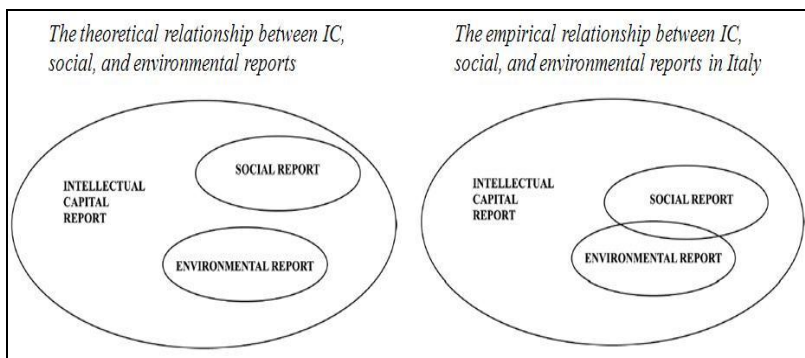 The theoretical relationship between IC,
social, and environmental reports
SOCIAL REPORT
INTELLECTUAL
CAPITAL
REPORT
ENVIRONMENTAL REPORT
The empirical relationship between IC,
social, and environmental reports in Italy
INTELLECTUAL
CAPITAL
REPORT
SOCIAL REPORT
ENVIRONMENTAL REPORT